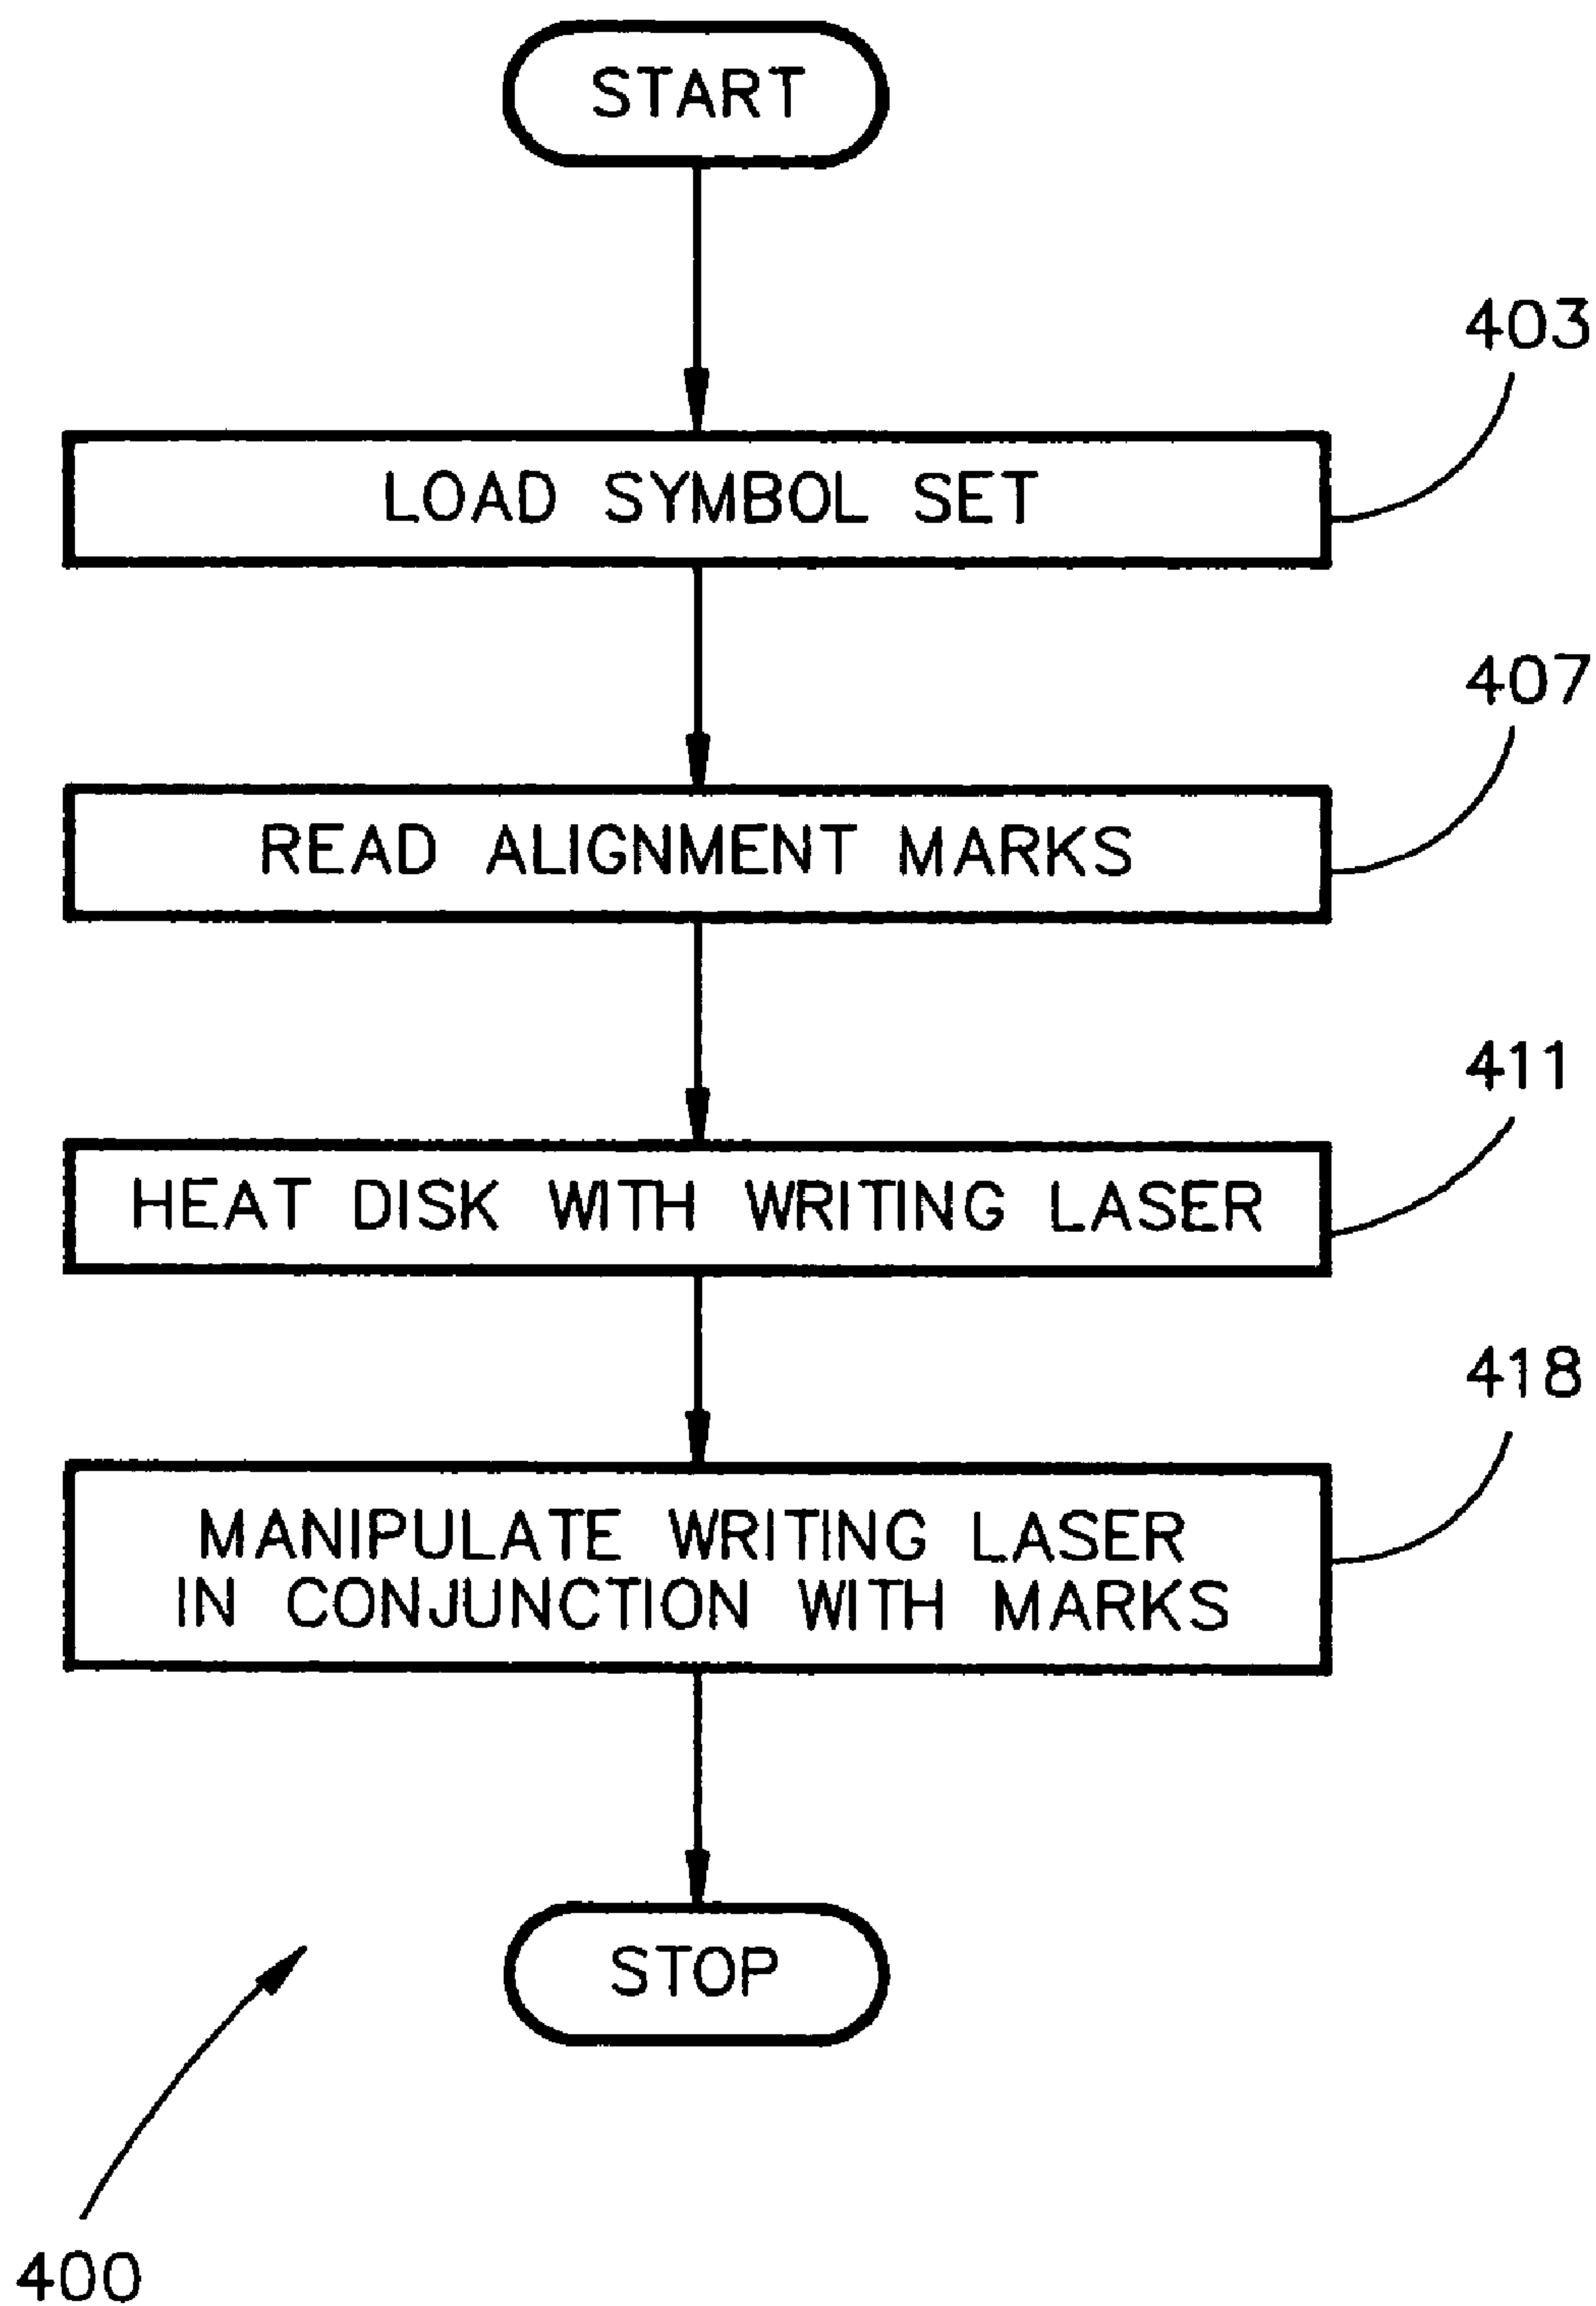 START
403
LOAD SYMBOL SET
407
READ ALIGNMENT MARKS
411
HEAT DISK WITH WRITING LASER
418
MANIPULATE WRITING LASER
IN CONJUNCTION WITH MARKS
STOP
400